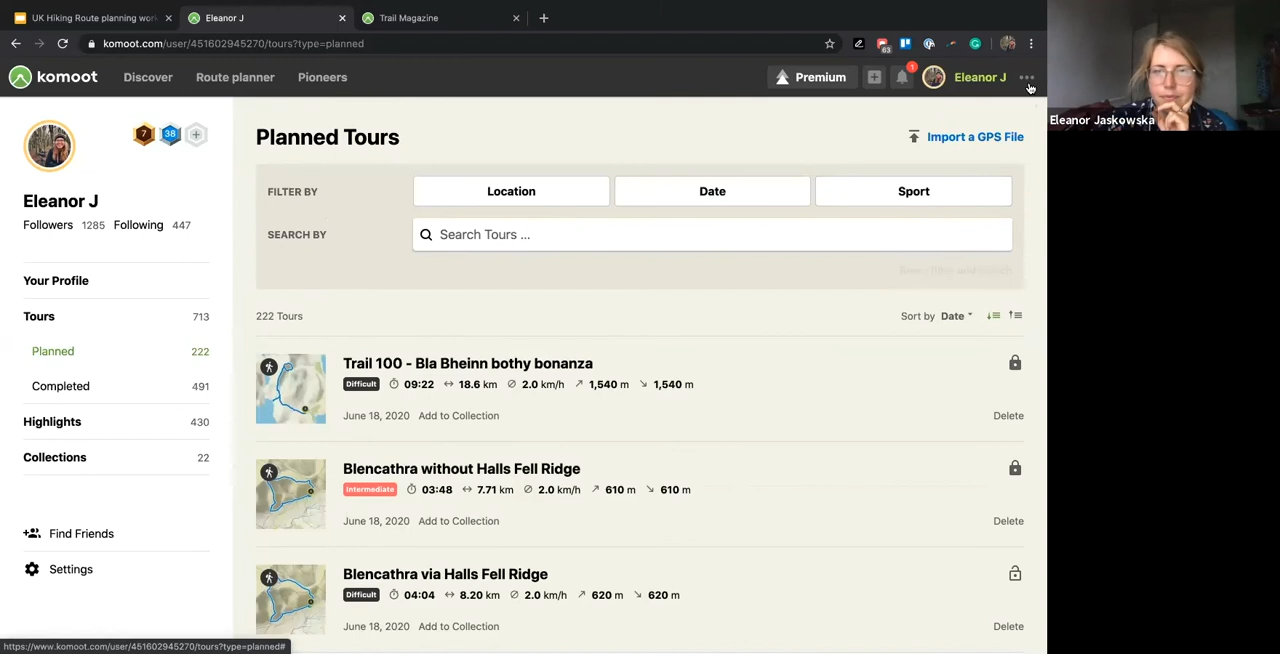 UK Hiking Route planning wor
Eleanor J
Trail Magazine
komoot.com/user/451602945270/tours?type=planned
63
komoot
Discover
Route planner
Pioneers
Premium
1
Eleanor J
Eleanor Jaskowska
7
38
Eleanor J
Followers 1285 Following 447
Your Profile
Tours 713
Planned 222
Completed 491
Highlights 430
Collections 22
Find Friends
Settings
Planned Tours
Import a GPS File
FILTER BY
Location
Date
Sport
SEARCH BY
Search Tours ...
222 Tours
Sort by Date
Trail 100 - Bla Bheinn bothy bonanza
Difficult 09:22 18.6 km 2.0 km/h 1,540 m 1,540 m
June 18, 2020 Add to Collection Delete
Blencathra without Halls Fell Ridge
Intermediate 03:48 7.71 km 2.0 km/h 610 m 610 m
June 18, 2020 Add to Collection Delete
Blencathra via Halls Fell Ridge
Difficult 04:04 8.20 km 2.0 km/h 620 m 620 m
June 18, 2020 Add to Collection Delete
https://www.komoot.com/user/451602945270/tours?type=planned#